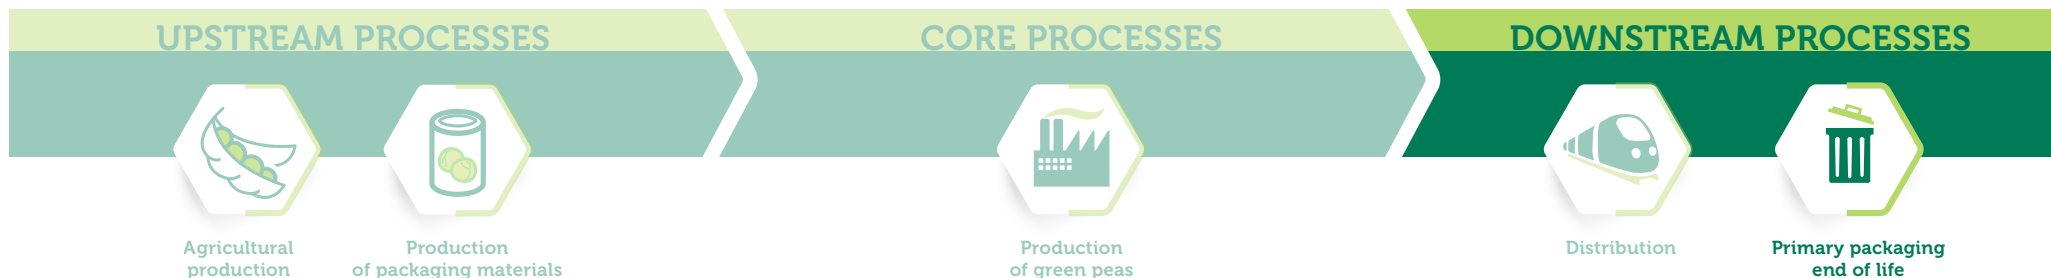 UPSTREAM PROCESSES
CORE PROCESSES
DOWNSTREAM PROCESSES
Agricultural
production
Production
of packaging materials
Production
of green peas
Distribution
Primary packaging
end of life